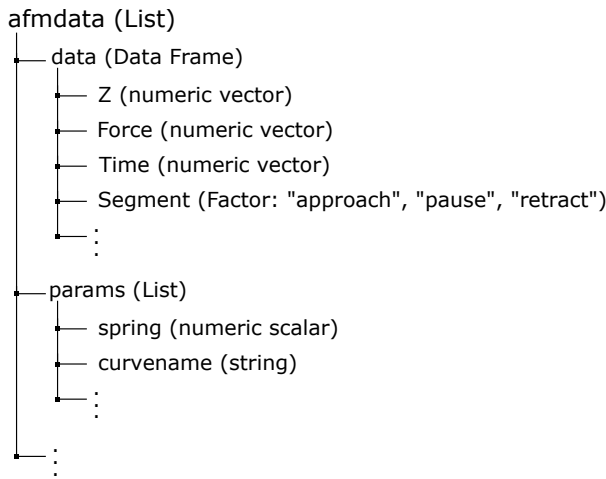 afmdata (List)
data (Data Frame)
Z (numeric vector)
Force (numeric vector)
Time (numeric vector)
Segment (Factor: "approach", "pause", "retract")
params (List)
spring (numeric scalar)
curvename (string)